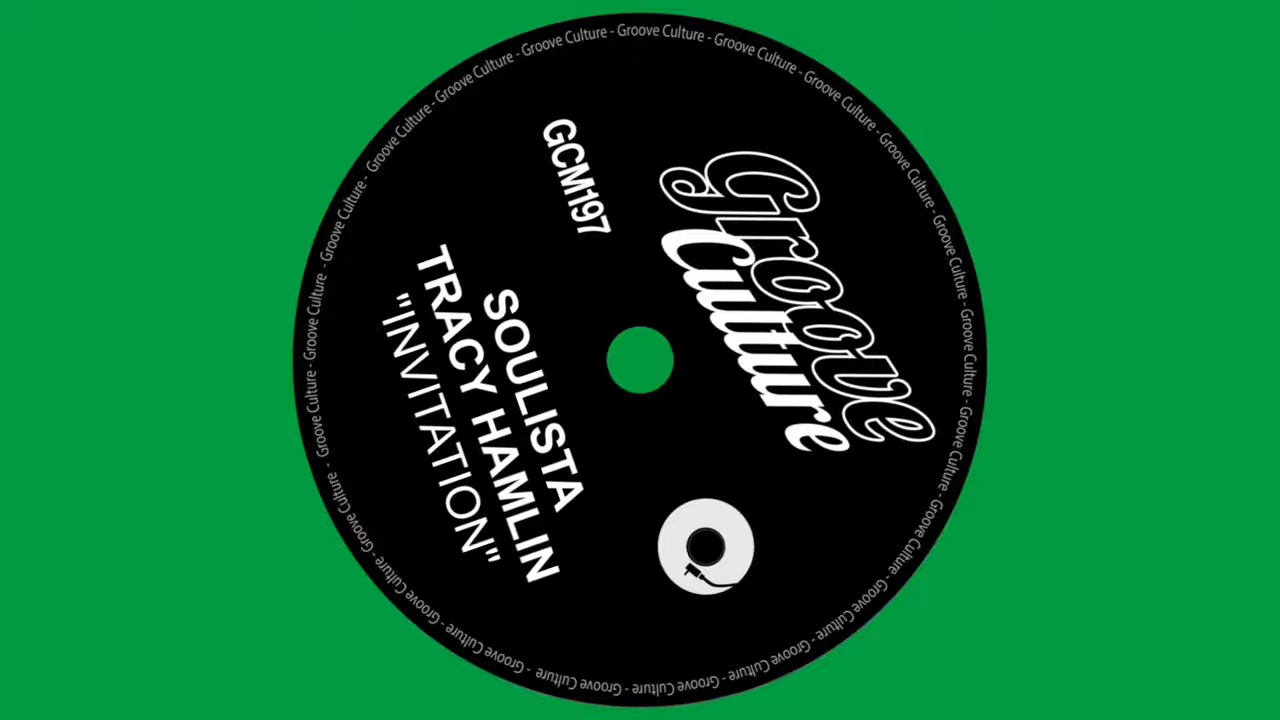 Groove
Culture
GCM197
SOULISTA
TRACY HAMLIN
"INVITATION"
Groove Culture - Groove Culture - Groove Culture - Groove Culture - Groove Culture - Groove Culture - Groove Culture - Groove Culture - Groove Culture - Groove Culture - Groove Culture - Groove Culture - Groove Culture - Groove Culture - Groove Culture - Groove Culture - Groove Culture - Groove Culture - Groove Culture - Groove Culture - Groove Culture - Groove Culture -